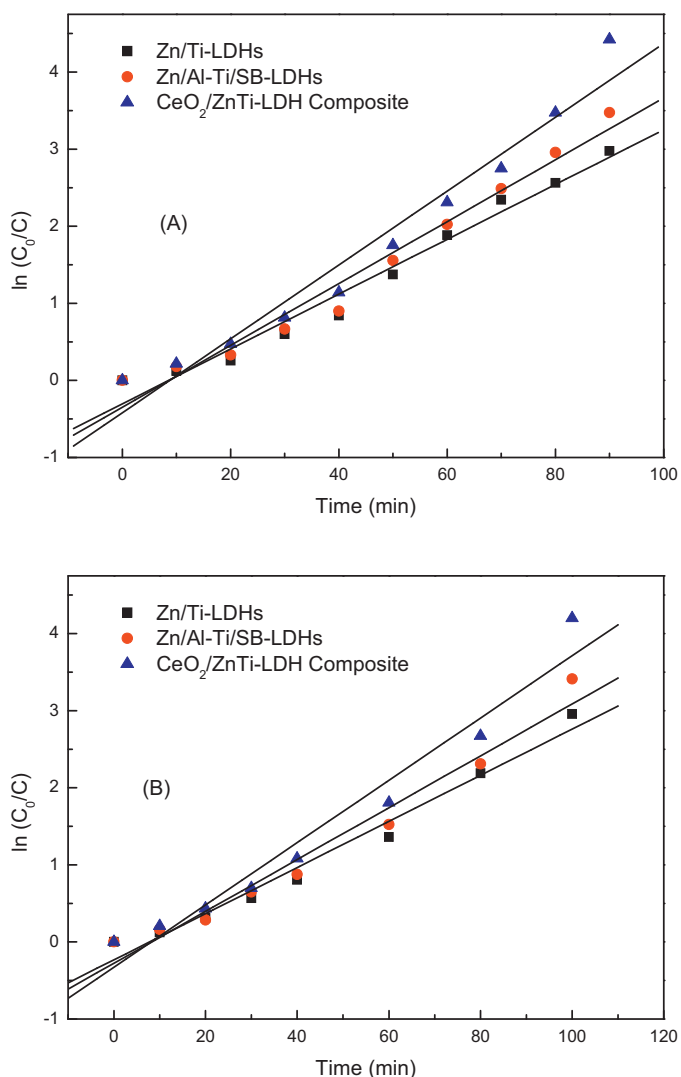 Zn/Ti-LDHs
Zn/Al-Ti/SB-LDHs
CeO₂/ZnTi-LDH Composite
(A)
ln (C₀/C)
4
3
2
1
0
-1
0 20 40 60 80 100
Time (min)
Zn/Ti-LDHs
Zn/Al-Ti/SB-LDHs
CeO₂/ZnTi-LDH Composite
(B)
ln (C₀/C)
4
3
2
1
0
-1
0 20 40 60 80 100 120
Time (min)